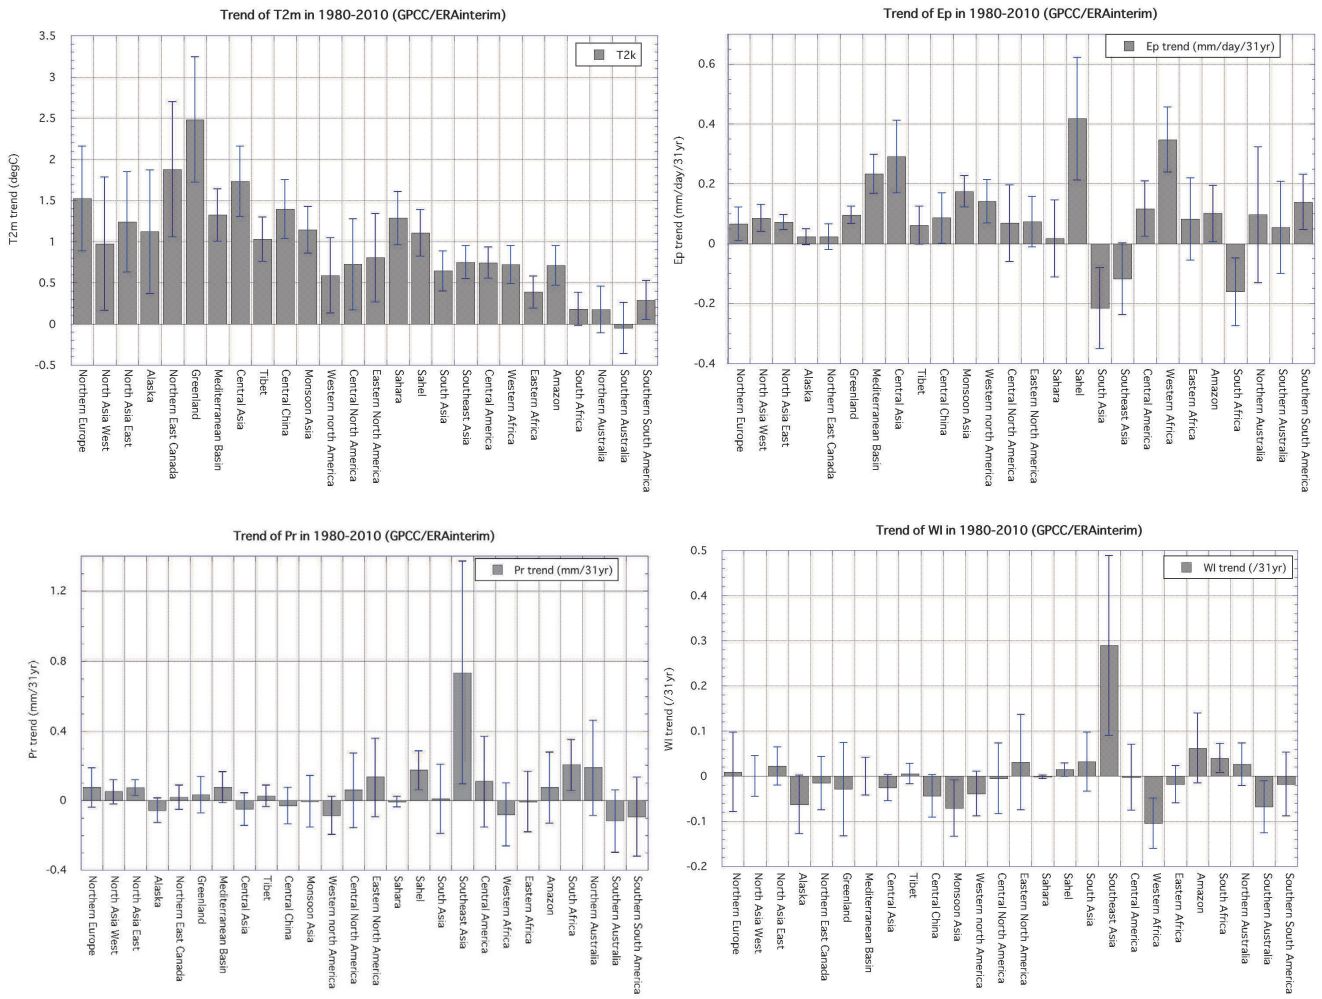 Trend of T2m in 1980-2010 (GPCC/ERAinterim)
T2k
T2m trend (degC)
3.5
3
2.5
2
1.5
1
0.5
0
-0.5
Northern Europe
North Asia West
North Asia East
Alaska
Northern East Canada
Greenland
Mediterranean Basin
Central Asia
Tibet
Central China
Monsoon Asia
Western north America
Central North America
Eastern North America
Sahara
Sahel
South Asia
Southeast Asia
Central America
Western Africa
Eastern Africa
Amazon
South Africa
Northern Australia
Southern Australia
Southern South America
Trend of Ep in 1980-2010 (GPCC/ERAinterim)
Ep trend (mm/day/31yr)
Ep trend (mm/day/31yr)
0.6
0.4
0.2
0
-0.2
-0.4
Northern Europe
North Asia West
North Asia East
Alaska
Northern East Canada
Greenland
Mediterranean Basin
Central Asia
Tibet
Central China
Monsoon Asia
Western north America
Central North America
Eastern North America
Sahara
Sahel
South Asia
Southeast Asia
Central America
Western Africa
Eastern Africa
Amazon
South Africa
Northern Australia
Southern Australia
Southern South America
Trend of Pr in 1980-2010 (GPCC/ERAinterim)
Pr trend (mm/31yr)
Pr trend (mm/31yr)
1.2
0.8
0.4
0
-0.4
Northern Europe
North Asia West
North Asia East
Alaska
Northern East Canada
Greenland
Mediterranean Basin
Central Asia
Tibet
Central China
Monsoon Asia
Western north America
Central North America
Eastern North America
Sahara
Sahel
South Asia
Southeast Asia
Central America
Western Africa
Eastern Africa
Amazon
South Africa
Northern Australia
Southern Australia
Southern South America
Trend of WI in 1980-2010 (GPCC/ERAinterim)
WI trend (/31yr)
WI trend (/31yr)
0.5
0.4
0.3
0.2
0.1
0
-0.1
-0.2
Northern Europe
North Asia West
North Asia East
Alaska
Northern East Canada
Greenland
Mediterranean Basin
Central Asia
Tibet
Central China
Monsoon Asia
Western north America
Central North America
Eastern North America
Sahara
Sahel
South Asia
Southeast Asia
Central America
Western Africa
Eastern Africa
Amazon
South Africa
Northern Australia
Southern Australia
Southern South America